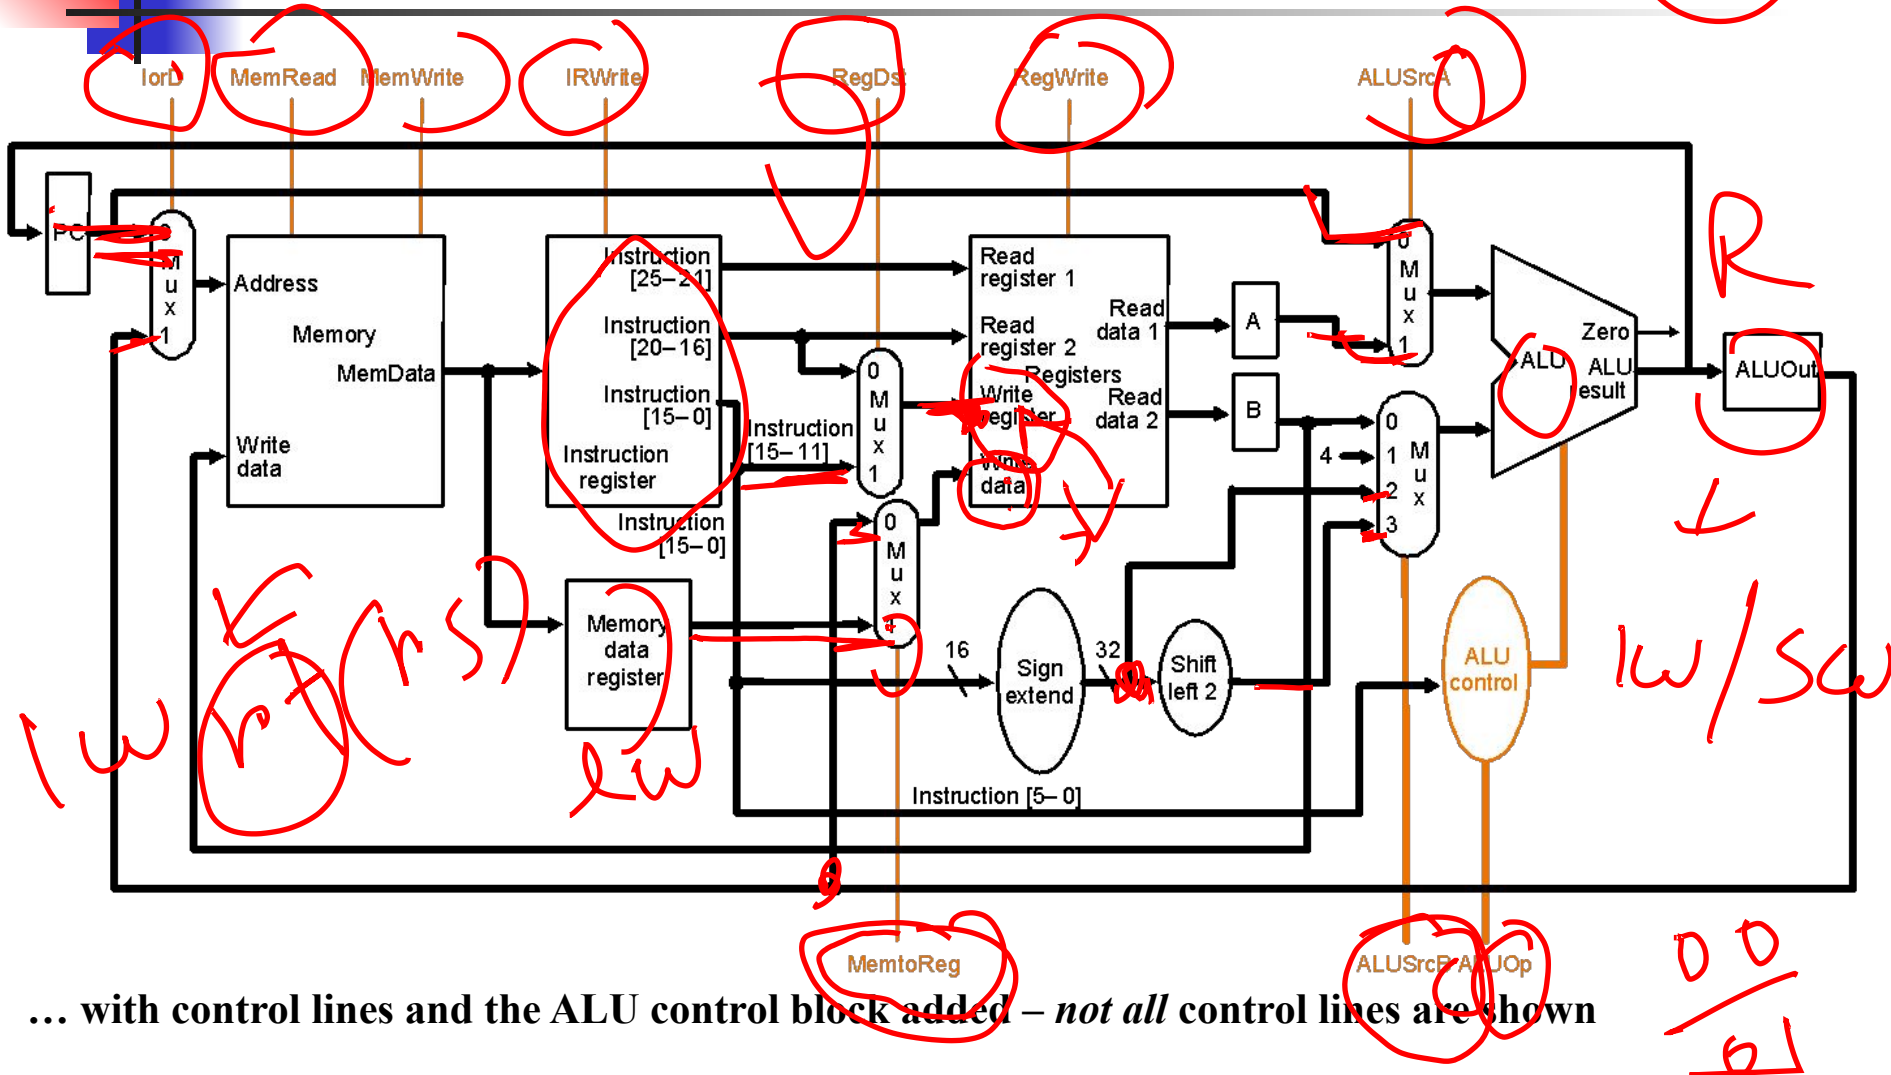 IorD MemRead MemWrite IRWrite RegDst RegWrite ALUSrcA
PC
0
M
u
x
1
Address
Memory
MemData
Write
data
Instruction
[25–21]
Instruction
[20–16]
Instruction
[15–0]
Instruction
register
Instruction
[15–11]
Instruction
[15–0]
0
M
u
x
1
Read
register 1
Read
register 2
Registers
Write
register
Write
data
Read
data 1
Read
data 2
A
B
0
M
u
x
1
4
0
1 M
2 u
3 x
ALU
Zero
ALU
result
ALUOut
R
0
M
u
x
1
Memory
data
register
16
Sign
extend
32
Shift
left 2
ALU
control
lw/sw
lw rt (rs)
lw
Instruction [5–0]
MemtoReg
ALUSrcB ALUOp
00
… with control lines and the ALU control block added – not all control lines are shown